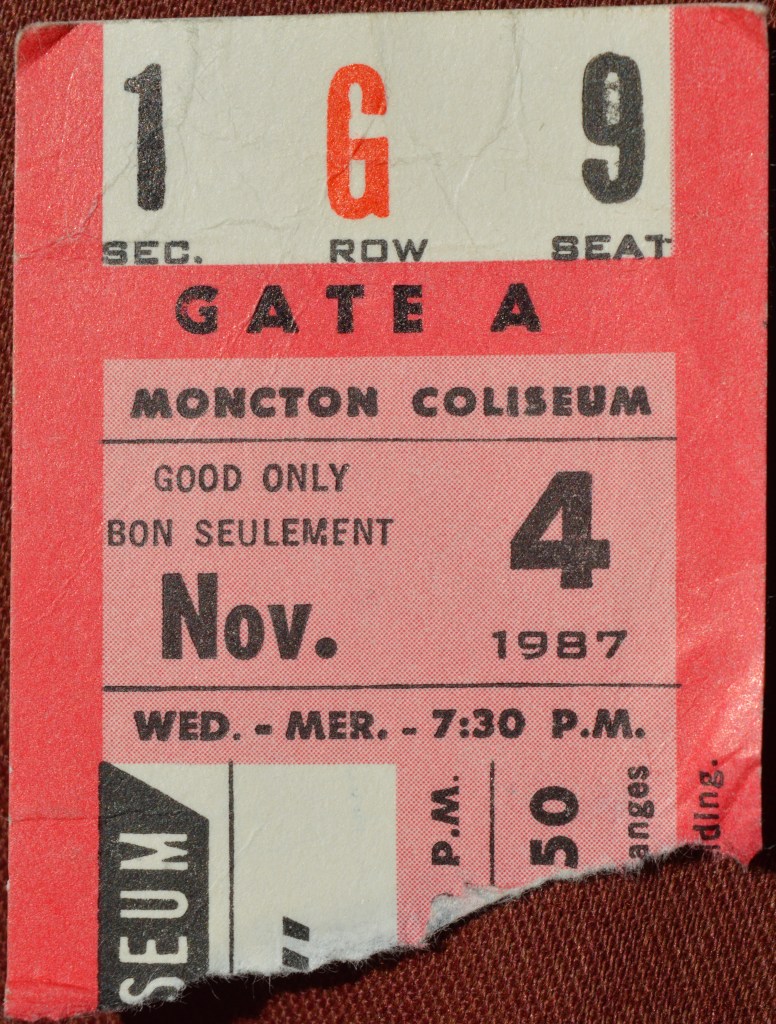 1 G 9
SEC. ROW SEAT
GATE A
MONCTON COLISEUM
GOOD ONLY
BON SEULEMENT
Nov. 4
1987
WED. - MER. - 7:30 P.M.
SEUM
"
P.M.
50
anges
ding.